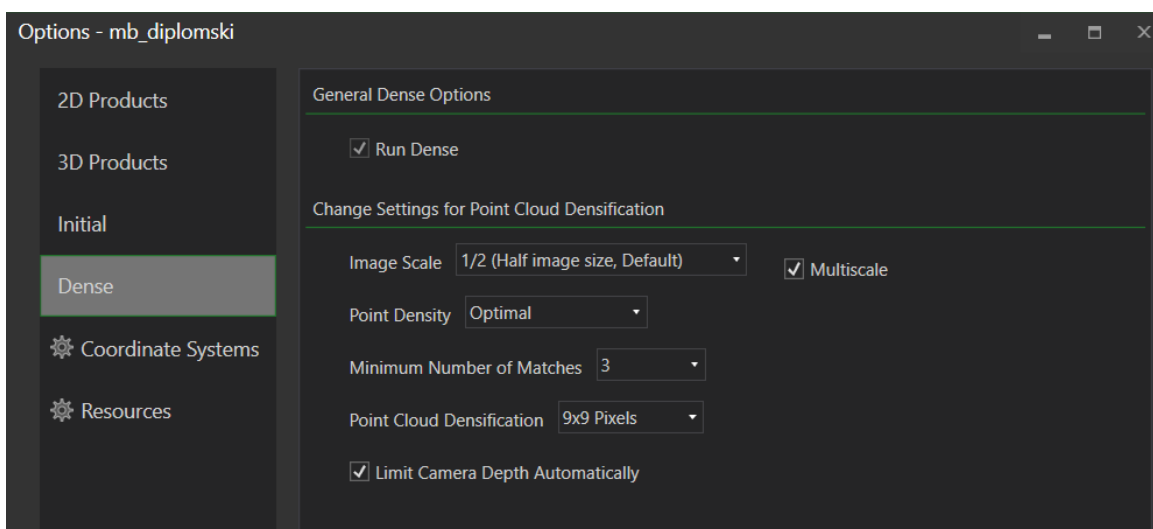 Options - mb_diplomski
2D Products
3D Products
Initial
Dense
Coordinate Systems
Resources
General Dense Options
Run Dense
Change Settings for Point Cloud Densification
Image Scale 1/2 (Half image size, Default) Multiscale
Point Density Optimal
Minimum Number of Matches 3
Point Cloud Densification 9x9 Pixels
Limit Camera Depth Automatically